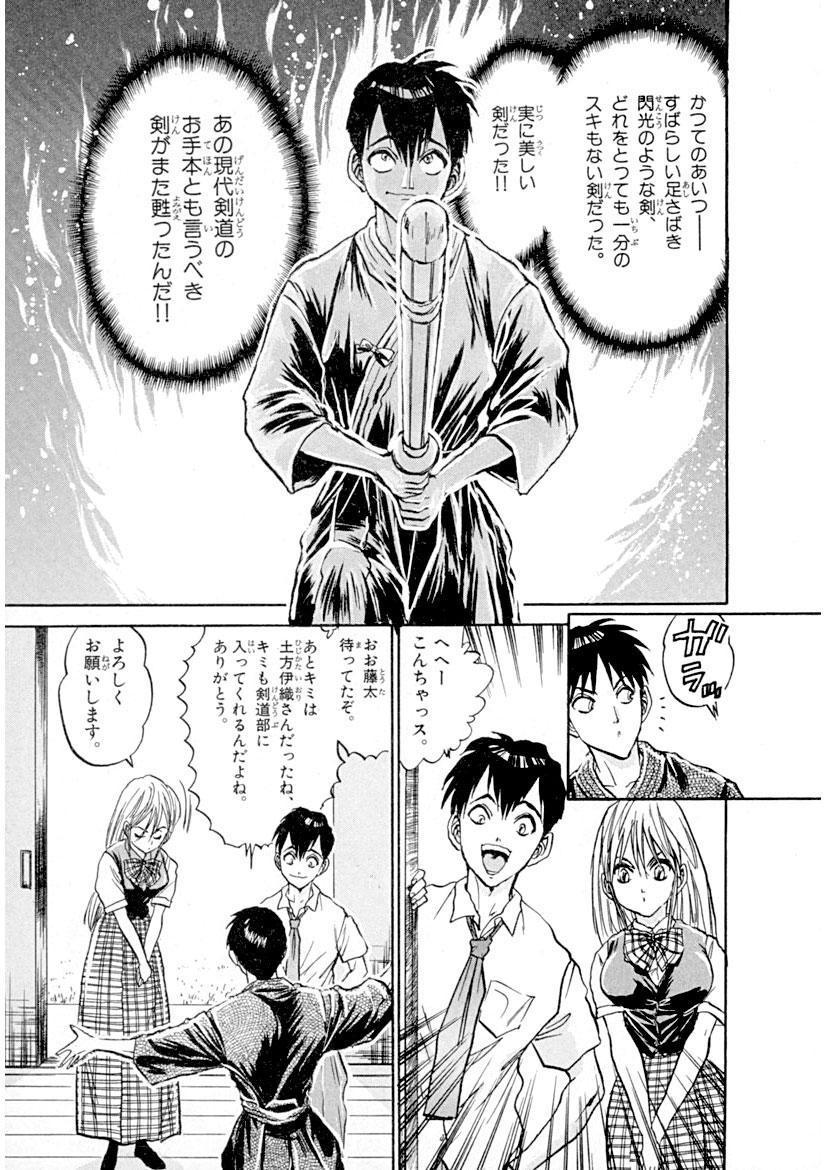 かつてのあいつ――
すばらしい足さばき
閃光のような剣、
どれをとっても一分の
スキもない剣だった。
実に美しい
剣だった!!
あの現代剣道の
お手本とも言うべき
剣がまた甦ったんだ!!
ガラッ
へへー
こんちゃっス。
おお藤太
待ってたぞ。
あとキミは
土方伊織さんだったね、
キミも剣道部に
入ってくれるんだよね。
ありがとう。
よろしく
お願いします。